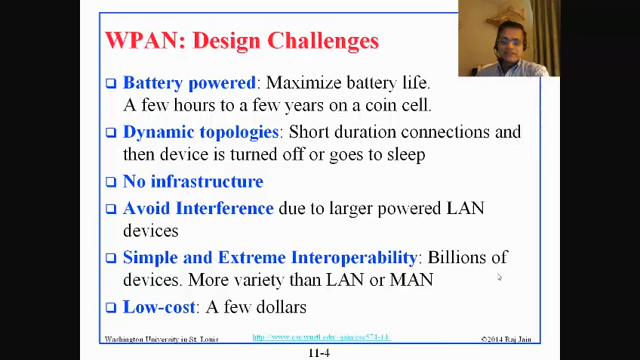 WPAN: Design Challenges
❑ Battery powered: Maximize battery life.
A few hours to a few years on a coin cell.
❑ Dynamic topologies: Short duration connections and
then device is turned off or goes to sleep
❑ No infrastructure
❑ Avoid Interference due to larger powered LAN
devices
❑ Simple and Extreme Interoperability: Billions of
devices. More variety than LAN or MAN
❑ Low-cost: A few dollars
Washington University in St. Louis
http://www.cse.wustl.edu/~jain/cse574-14/
©2014 Raj Jain
11-4